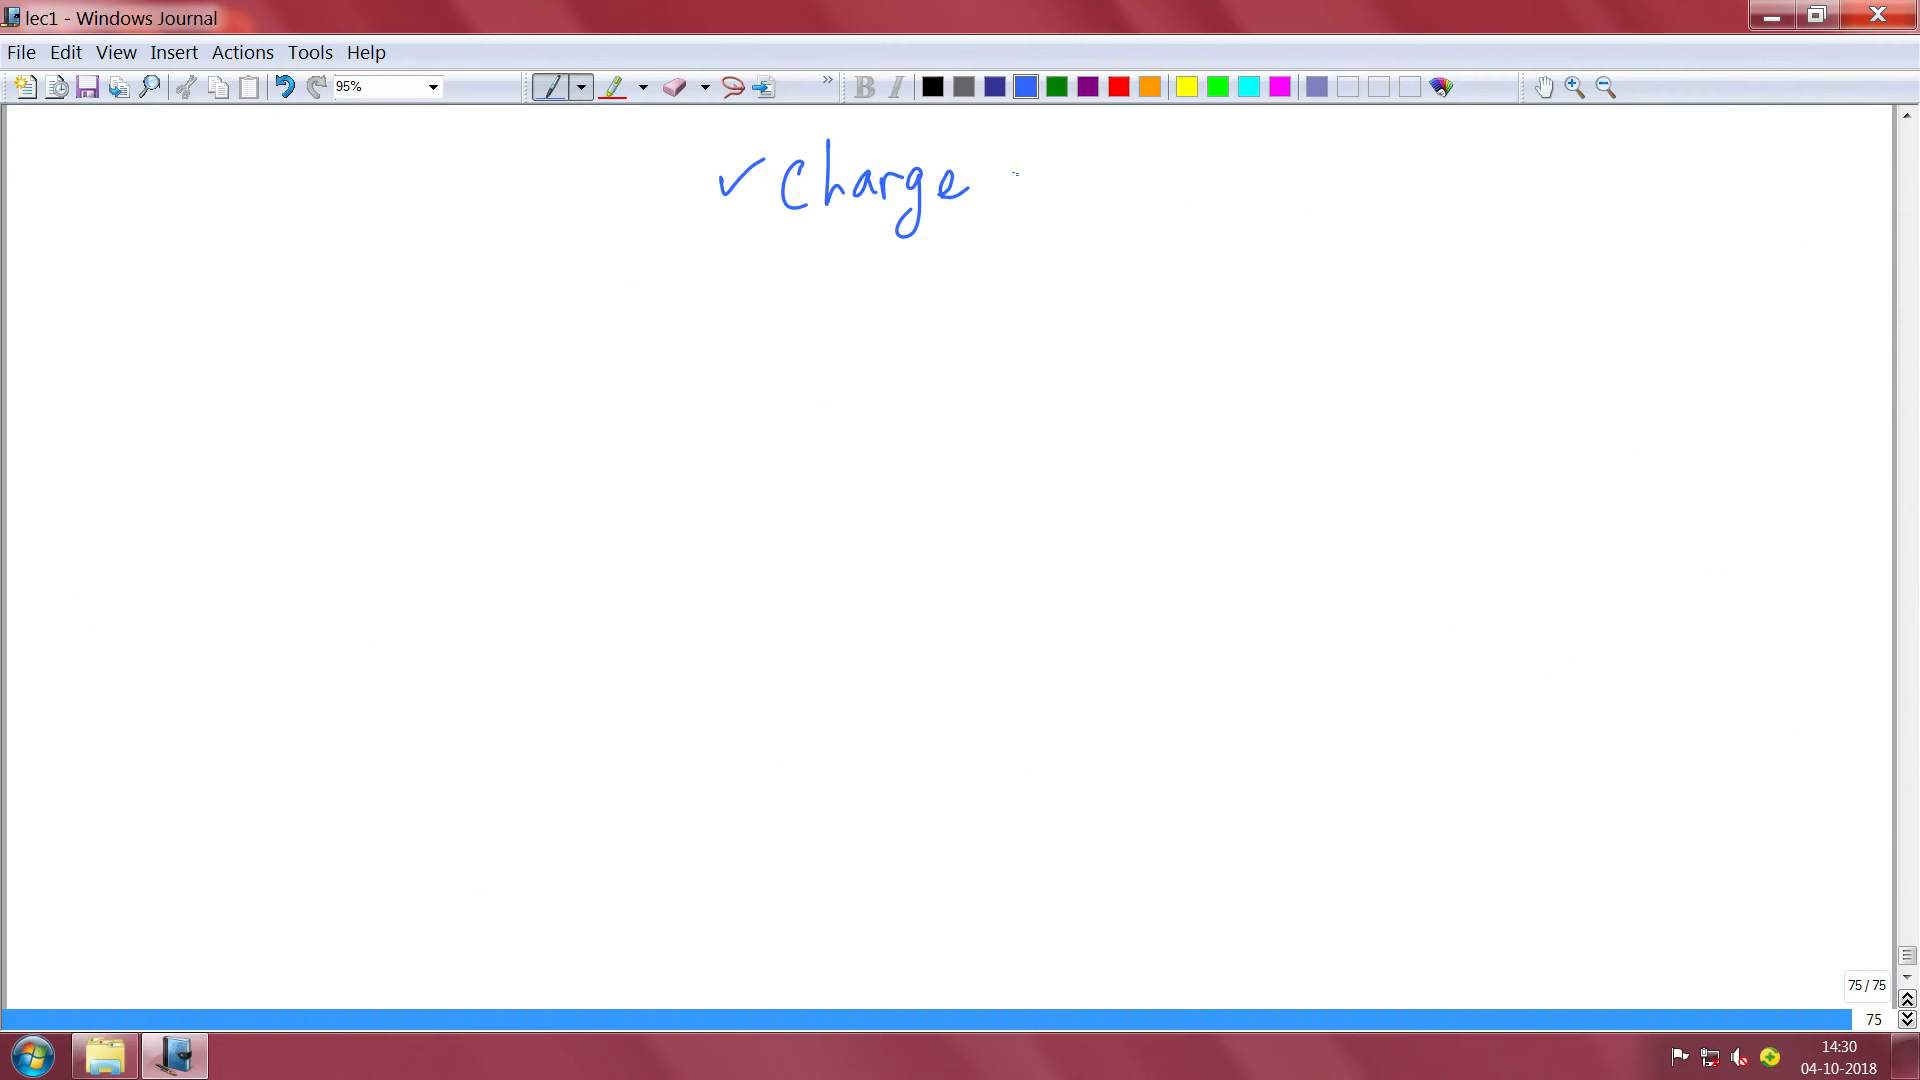 lec1 - Windows Journal
File Edit View Insert Actions Tools Help
95%
B I
✓ Charge
75 / 75
75
14:30
04-10-2018